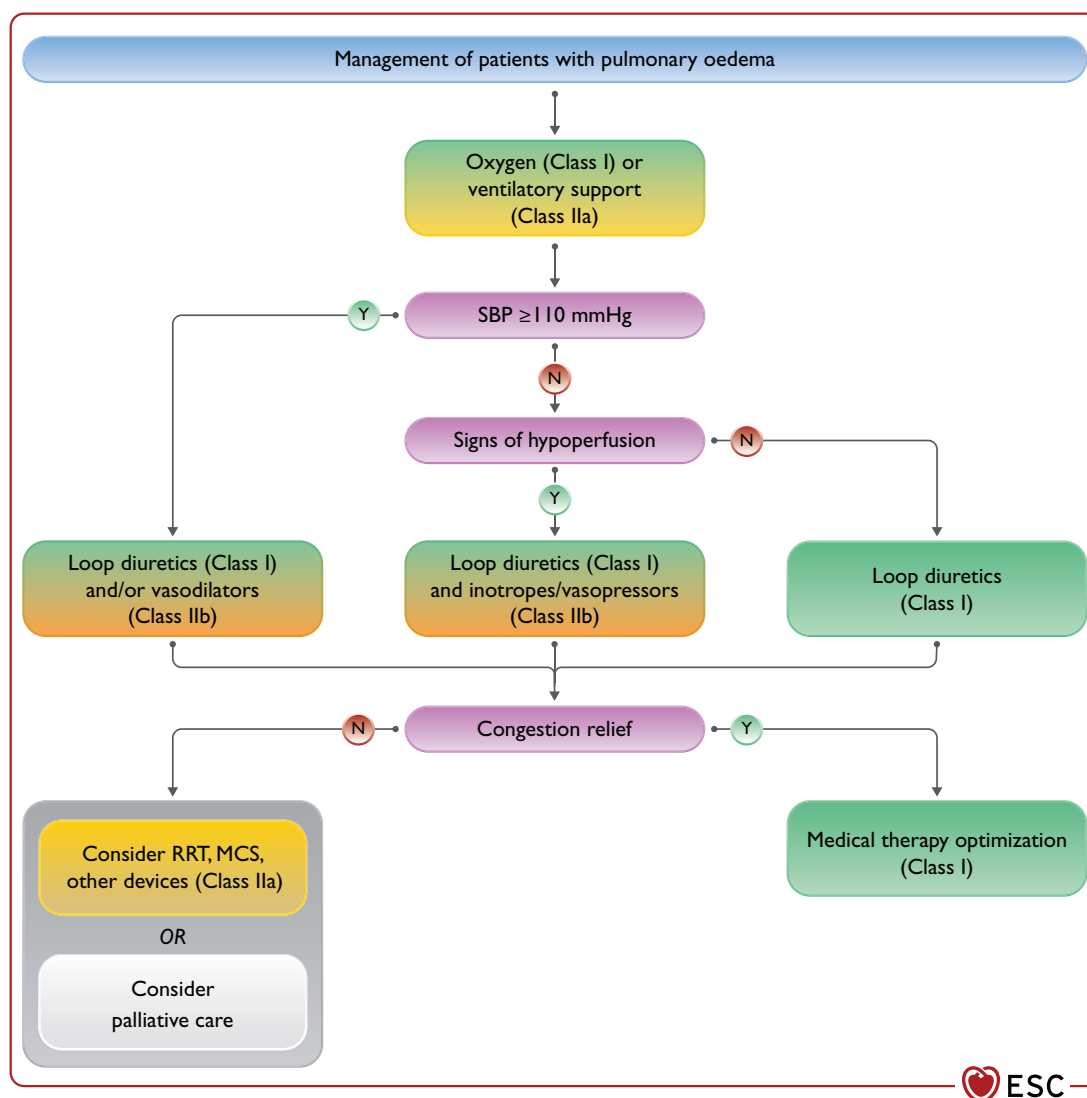 Management of patients with pulmonary oedema
Oxygen (Class I) or
ventilatory support
(Class IIa)
SBP ≥110 mmHg
Y
N
Signs of hypoperfusion
N
Y
Loop diuretics (Class I)
and/or vasodilators
(Class IIb)
Loop diuretics (Class I)
and inotropes/vasopressors
(Class IIb)
Loop diuretics
(Class I)
Congestion relief
N
Y
Consider RRT, MCS,
other devices (Class IIa)
OR
Consider
palliative care
Medical therapy optimization
(Class I)
ESC